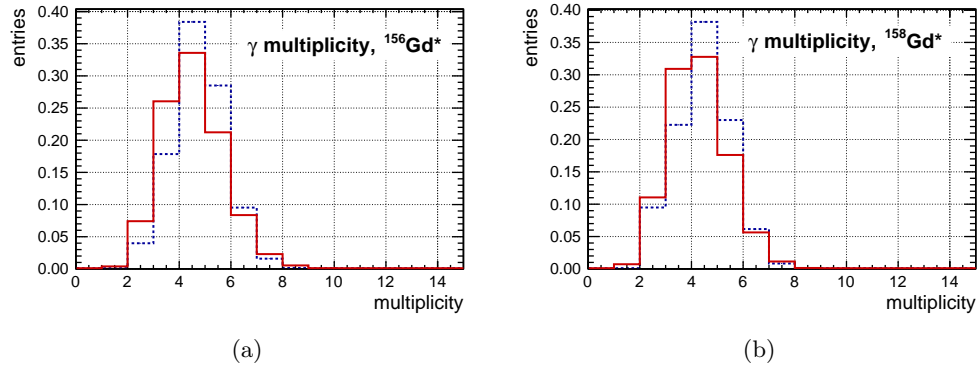 entries
γ multiplicity, ¹⁵⁶Gd*
0.40
0.35
0.30
0.25
0.20
0.15
0.10
0.05
0.00
0 2 4 6 8 10 12 14
multiplicity
(a)
entries
γ multiplicity, ¹⁵⁸Gd*
0.40
0.35
0.30
0.25
0.20
0.15
0.10
0.05
0.00
0 2 4 6 8 10 12 14
multiplicity
(b)